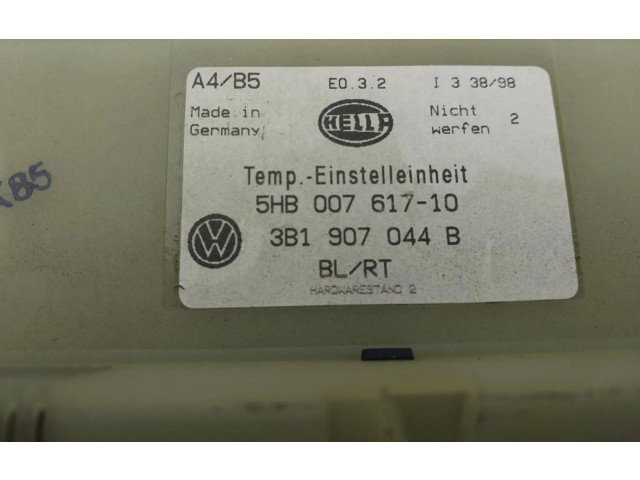 A4/B5 E0.3.2 I 3 38/98
Made in Germany
HELLA
Nicht werfen 2
Temp.-Einstelleinheit
5HB 007 617-10
VW
3B1 907 044 B
BL/RT
HARDWARESTAND 2